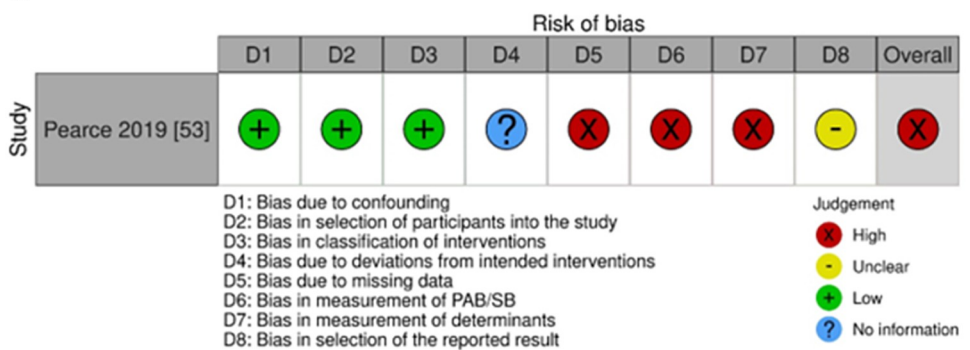 Risk of bias
D1 D2 D3 D4 D5 D6 D7 D8 Overall
Study
Pearce 2019 [53] + + + ? X X X - X
D1: Bias due to confounding
D2: Bias in selection of participants into the study
D3: Bias in classification of interventions
D4: Bias due to deviations from intended interventions
D5: Bias due to missing data
D6: Bias in measurement of PAB/SB
D7: Bias in measurement of determinants
D8: Bias in selection of the reported result
Judgement
X High
- Unclear
+ Low
? No information